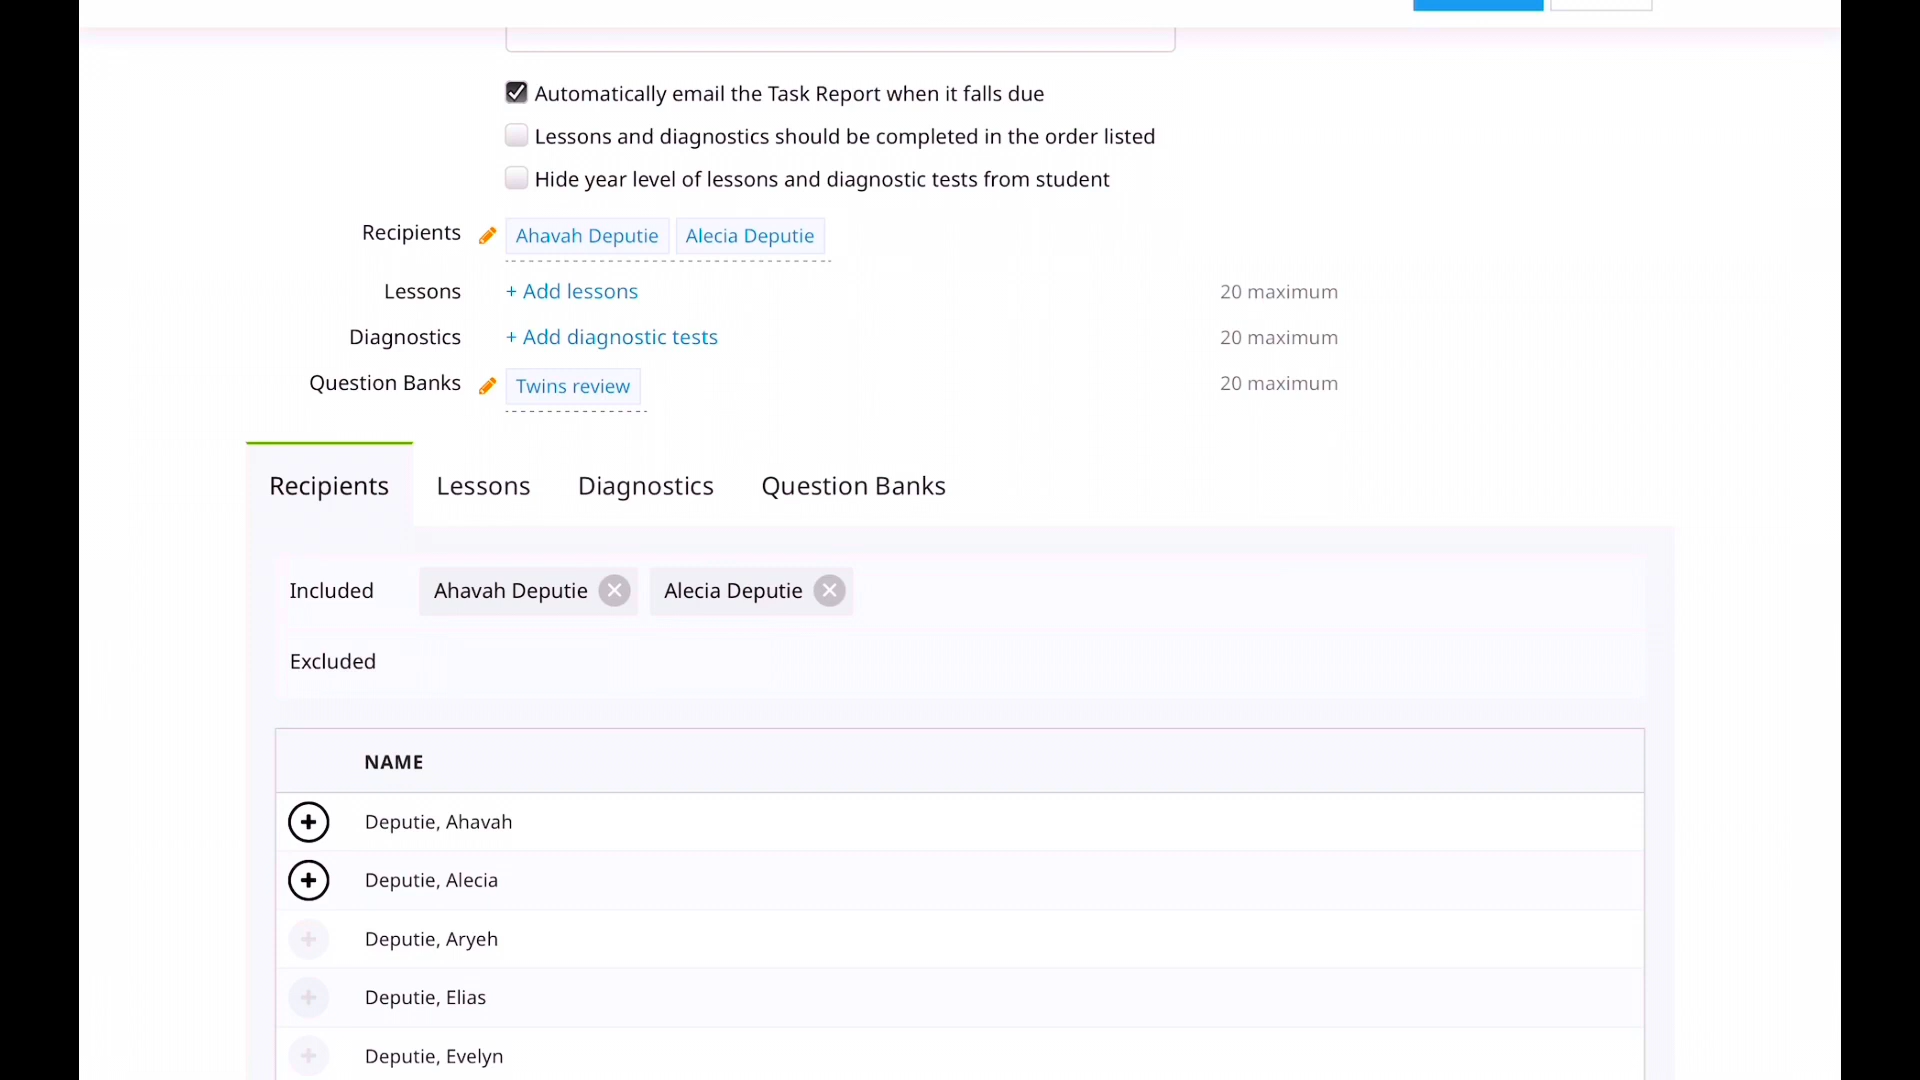 Automatically email the Task Report when it falls due
Lessons and diagnostics should be completed in the order listed
Hide year level of lessons and diagnostic tests from student
Recipients Ahavah Deputie Alecia Deputie
Lessons + Add lessons 20 maximum
Diagnostics + Add diagnostic tests 20 maximum
Question Banks Twins review 20 maximum
Recipients Lessons Diagnostics Question Banks
Included Ahavah Deputie Alecia Deputie
Excluded
NAME
Deputie, Ahavah
Deputie, Alecia
Deputie, Aryeh
Deputie, Elias
Deputie, Evelyn